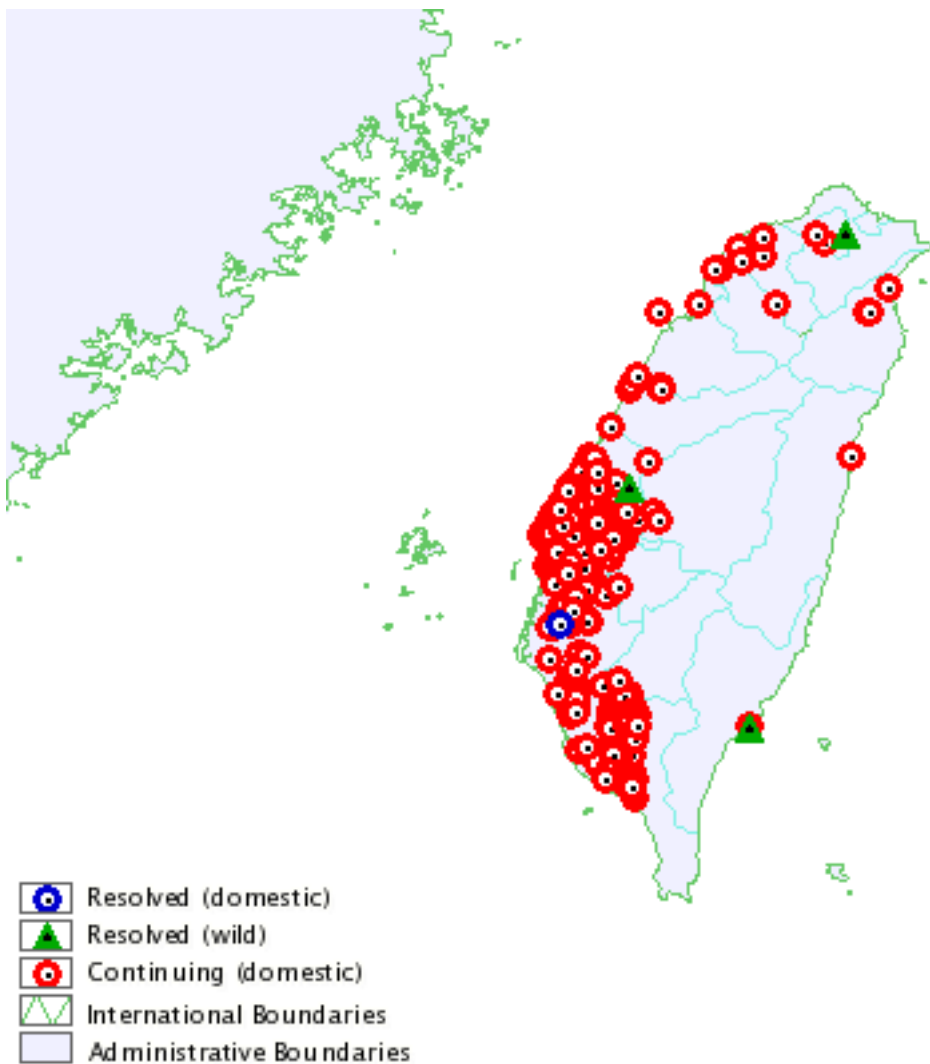 Resolved (domestic)
Resolved (wild)
Continuing (domestic)
International Boundaries
Administrative Boundaries